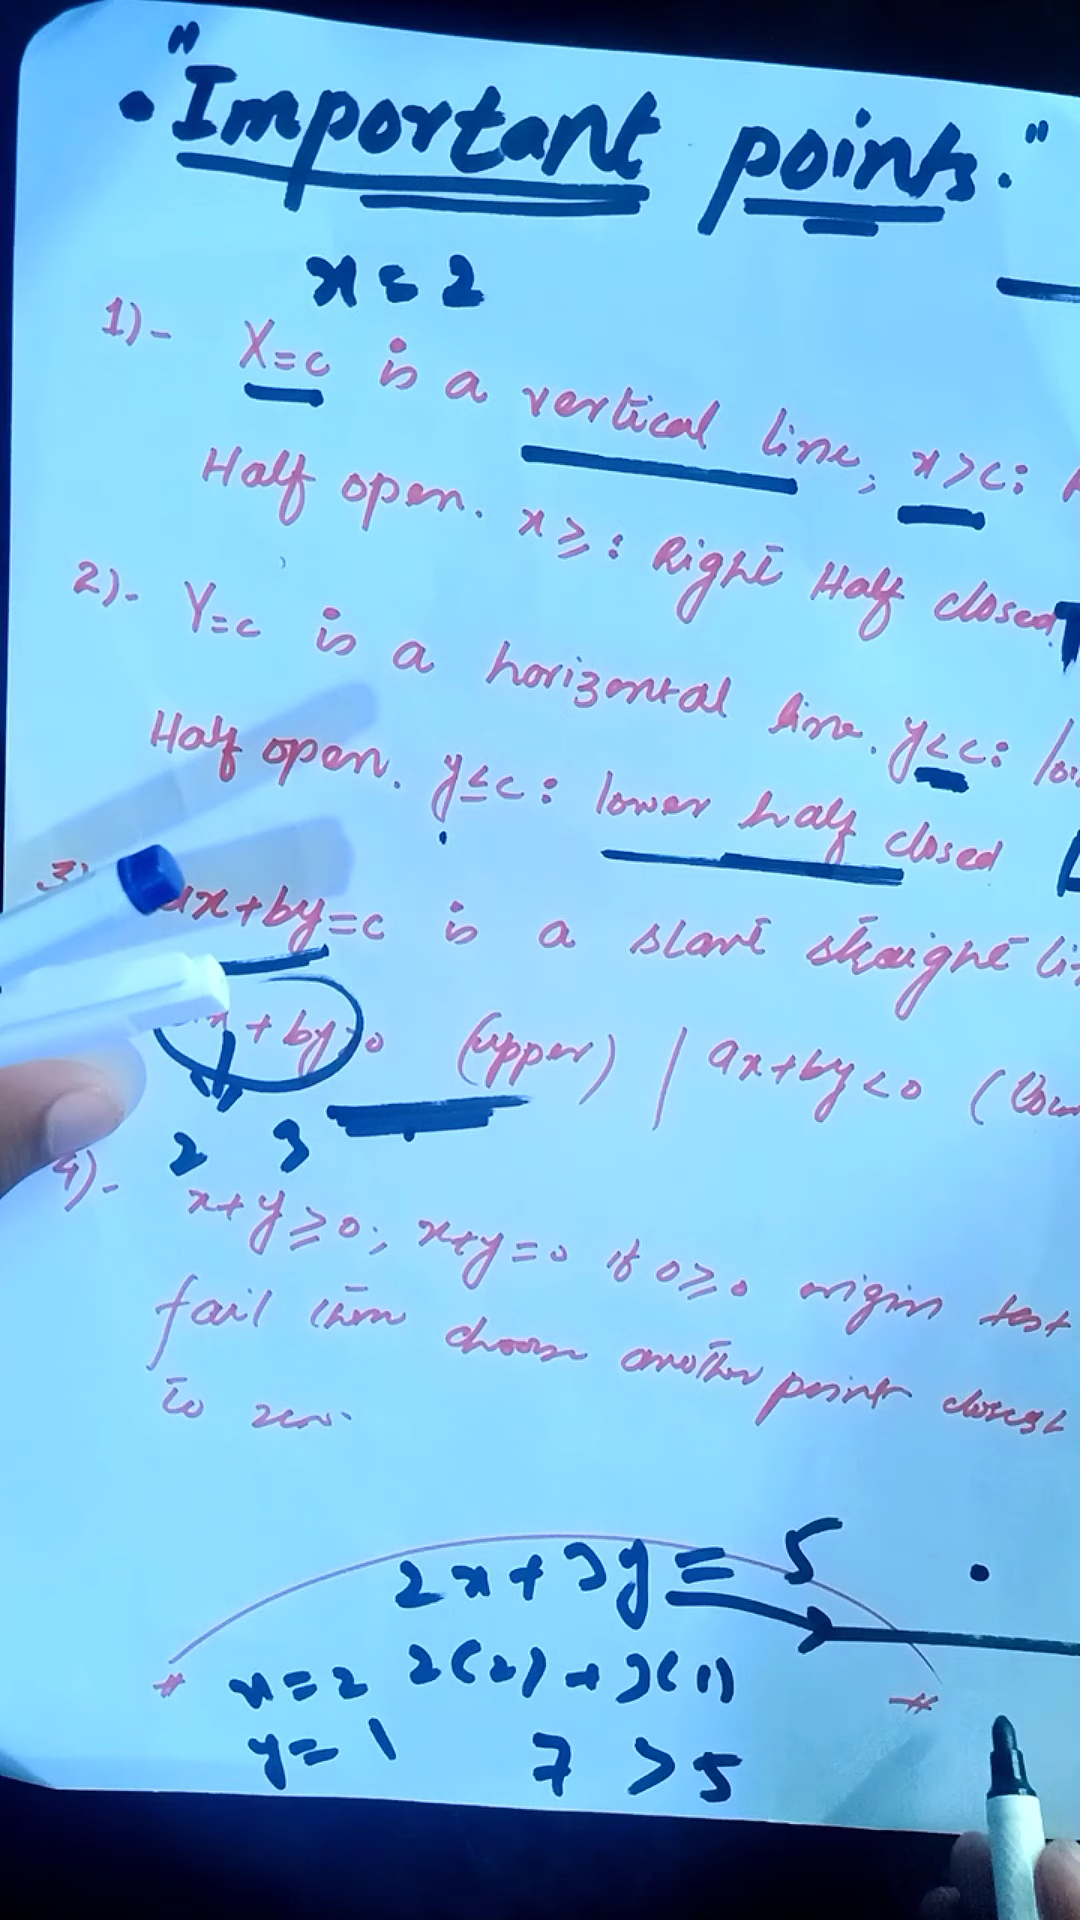 • "Important points."
x = 2
1)- X=c is a vertical line, x>c:
Half open. x≥: Right Half closed
2)- Y=c is a horizontal line. y<c:
Half open. y≤c: lower half closed
3) ax+by=c is a slant straight
+ by>0 (upper) / ax+by<0
2 3
4)- x+y≥0; x+y=0 if 0≥0 origin test
fail then choose another point closest
to zero.
2x+3y=5
x=2 2(2)+3(1)
y=1 7 > 5